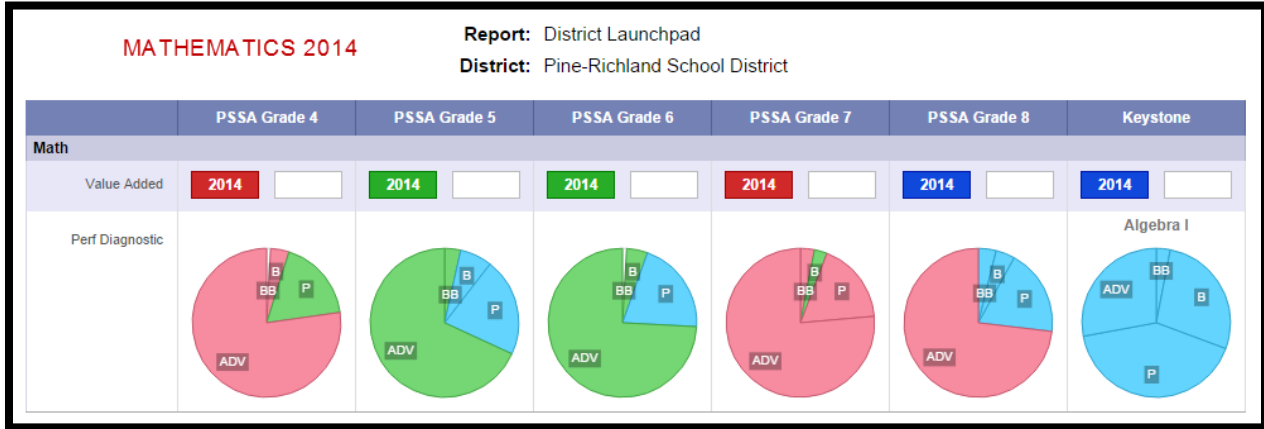 MATHEMATICS 2014
Report: District Launchpad
District: Pine-Richland School District
PSSA Grade 4 PSSA Grade 5 PSSA Grade 6 PSSA Grade 7 PSSA Grade 8 Keystone
Math
Value Added 2014 2014 2014 2014 2014 2014
Perf Diagnostic Algebra I
B BB P ADV
B BB P ADV
B BB P ADV
B BB P ADV
B BB P ADV
BB ADV B P